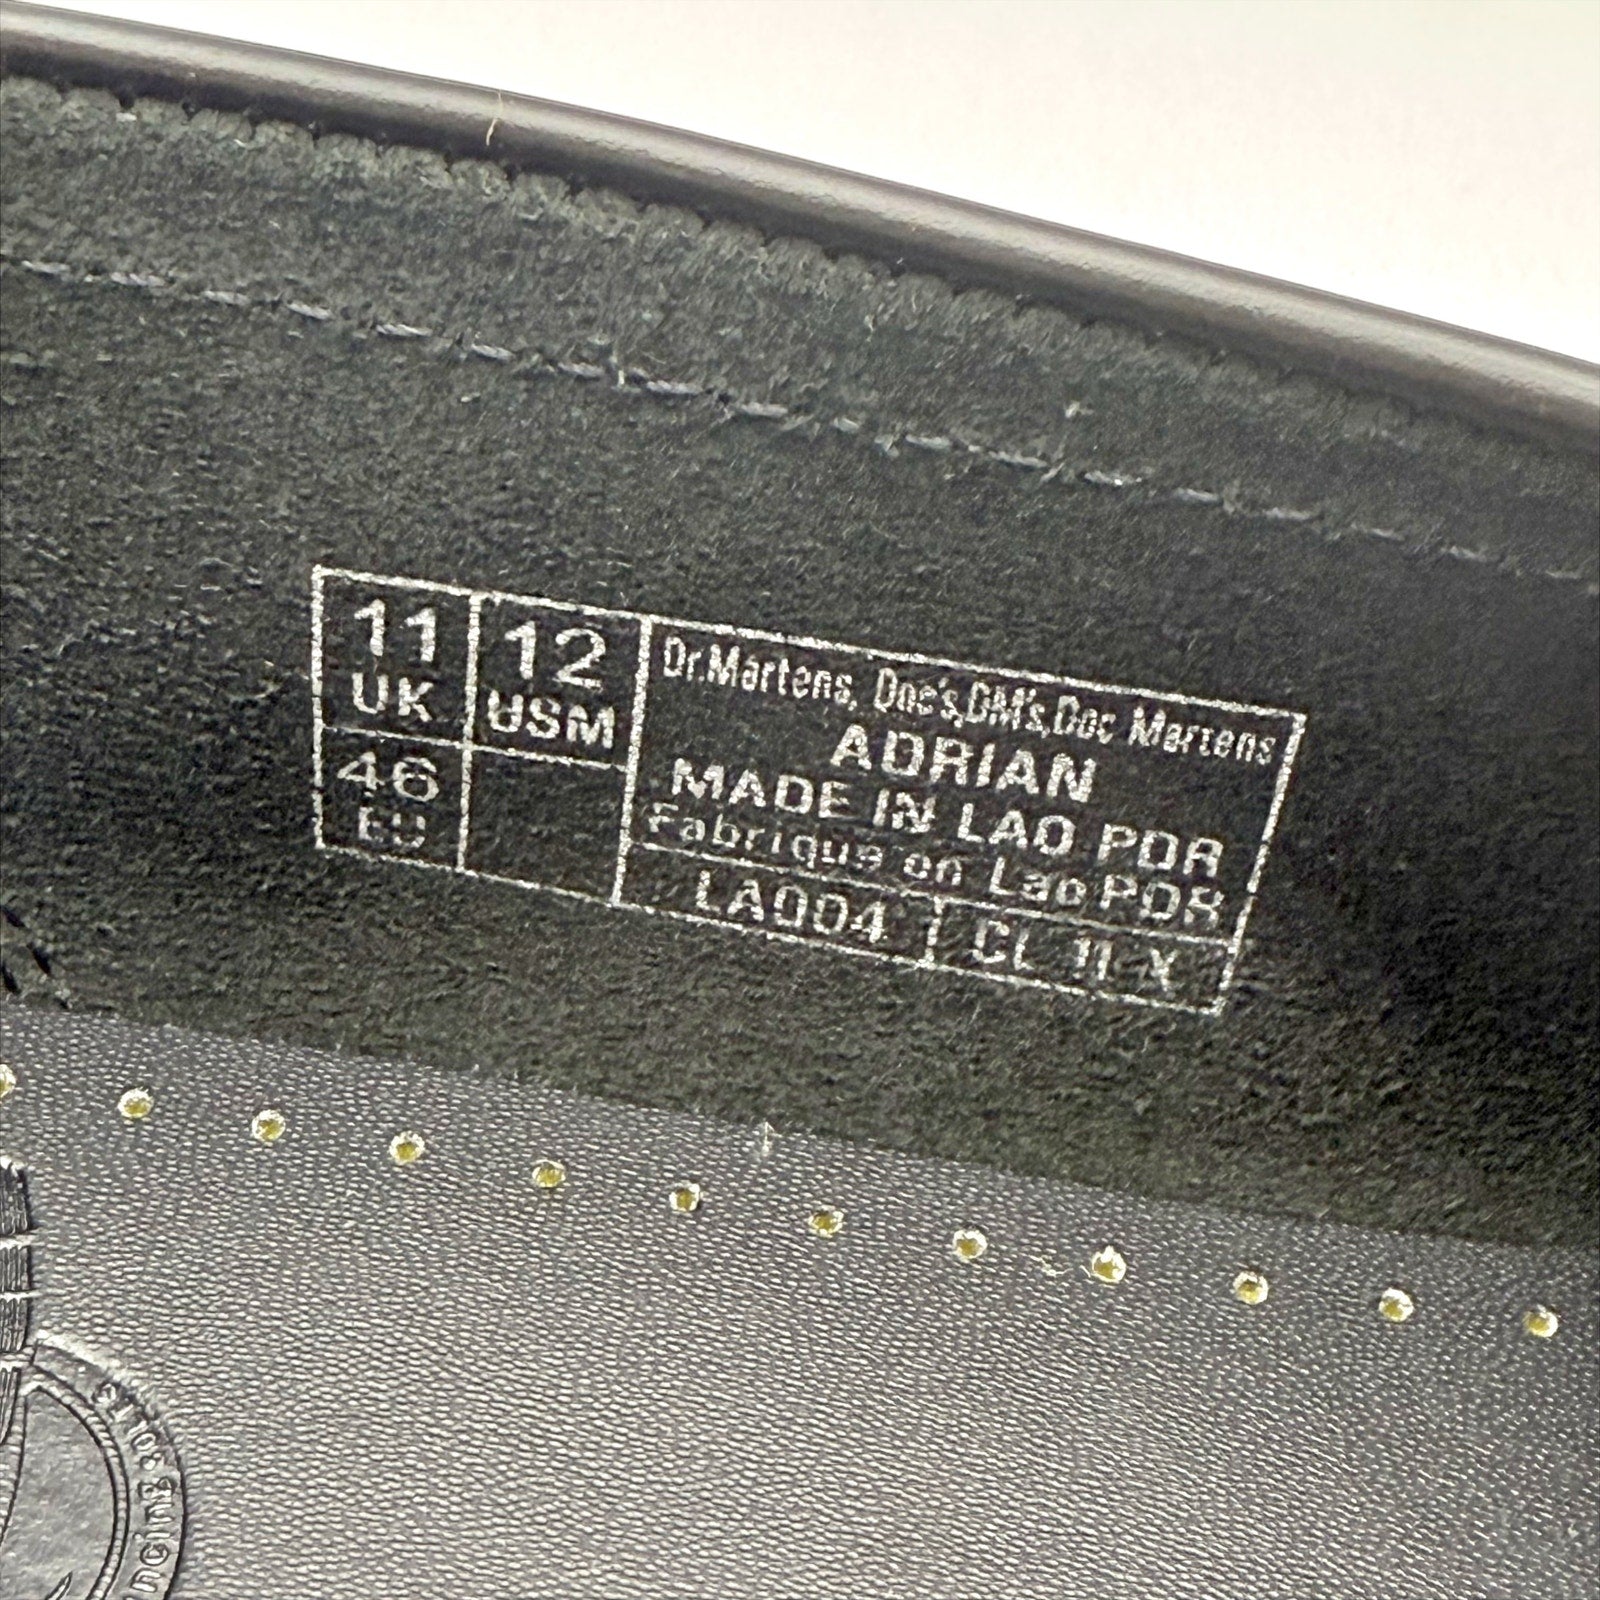 11
UK
12
USM
46
EU
Dr.Martens, Doc's,DM's,Doc Martens
ADRIAN
MADE IN LAO PDR
Fabrique en Lao PDR
LA004
CL 11 X